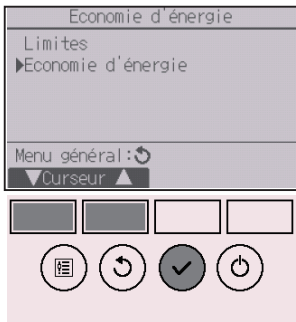 Economie d'énergie
Limites
▶Economie d'énergie
Menu général:↺
▼Curseur▲